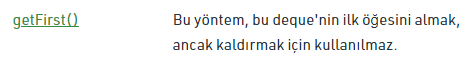 getFirst() Bu yöntem, bu deque'nin ilk öğesini almak,
ancak kaldırmak için kullanılmaz.